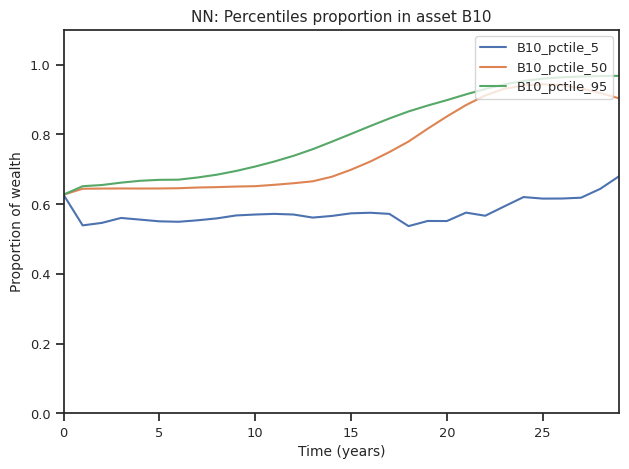 NN: Percentiles proportion in asset B10
B10_pctile_5
B10_pctile_50
B10_pctile_95
Proportion of wealth
1.0
0.8
0.6
0.4
0.2
0.0
0 5 10 15 20 25
Time (years)